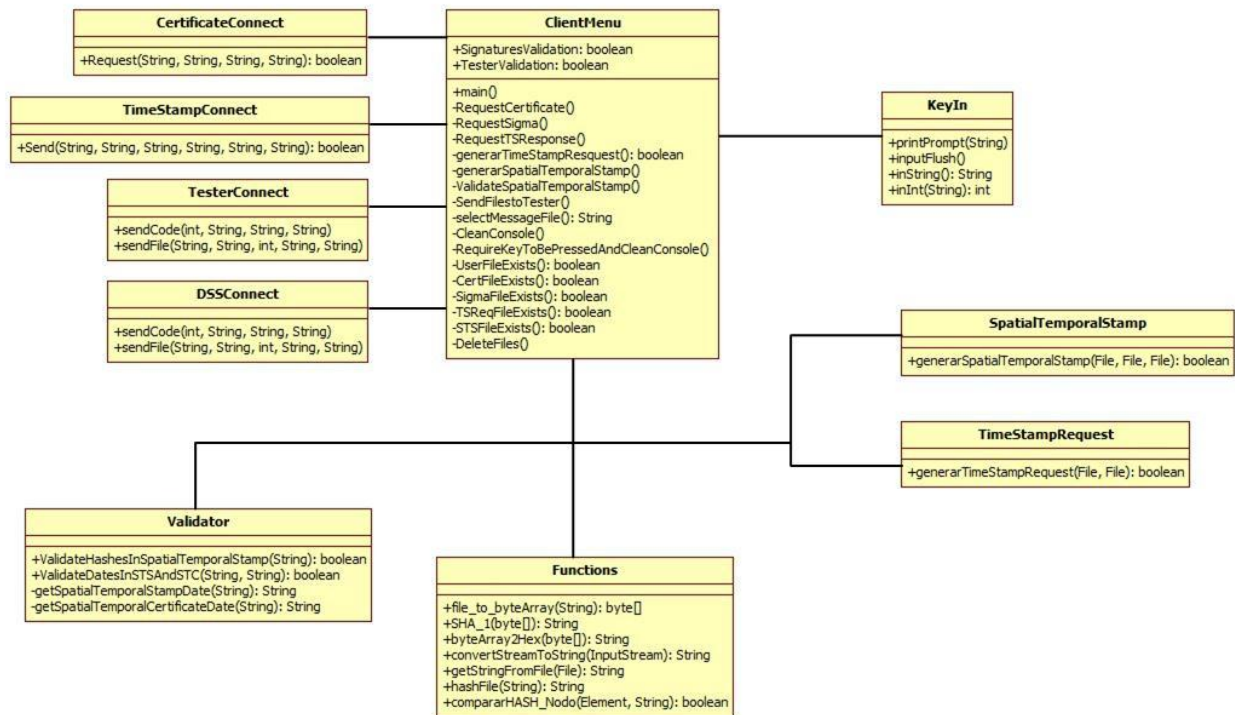 CertificateConnect
+Request(String, String, String, String): boolean
TimeStampConnect
+Send(String, String, String, String, String, String): boolean
TesterConnect
+sendCode(int, String, String, String)
+sendFile(String, String, int, String, String)
DSSConnect
+sendCode(int, String, String, String)
+sendFile(String, String, int, String, String)
ClientMenu
+SignaturesValidation: boolean
+TesterValidation: boolean
+main()
-RequestCertificate()
-RequestSigma()
-RequestTSResponse()
-generarTimeStampResquest(): boolean
-generarSpatialTemporalStamp()
-ValidateSpatialTemporalStamp()
-SendFilestoTester()
-selectMessageFile(): String
-CleanConsole()
-RequireKeyToBePressedAndCleanConsole()
-UserFileExists(): boolean
-CertFileExists(): boolean
-SigmaFileExists(): boolean
-TSReqFileExists(): boolean
-STSFileExists(): boolean
-DeleteFiles()
KeyIn
+printPrompt(String)
+inputFlush()
+inString(): String
+inInt(String): int
SpatialTemporalStamp
+generarSpatialTemporalStamp(File, File, File): boolean
TimeStampRequest
+generarTimeStampRequest(File, File): boolean
Validator
+ValidateHashesInSpatialTemporalStamp(String): boolean
+ValidateDatesInSTSAndSTC(String, String): boolean
-getSpatialTemporalStampDate(String): String
-getSpatialTemporalCertificateDate(String): String
Functions
+file_to_byteArray(String): byte[]
+SHA_1(byte[]): String
+byteArray2Hex(byte[]): String
+convertStreamToString(InputStream): String
+getStringFromFile(File): String
+hashFile(String): String
+compararHASH_Nodo(Element, String): boolean